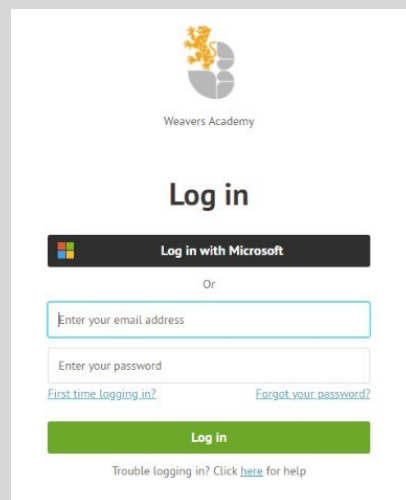 Weavers Academy
Log in
Log in with Microsoft
Or
Enter your email address
Enter your password
First time logging in? Forgot your password?
Log in
Trouble logging in? Click here for help